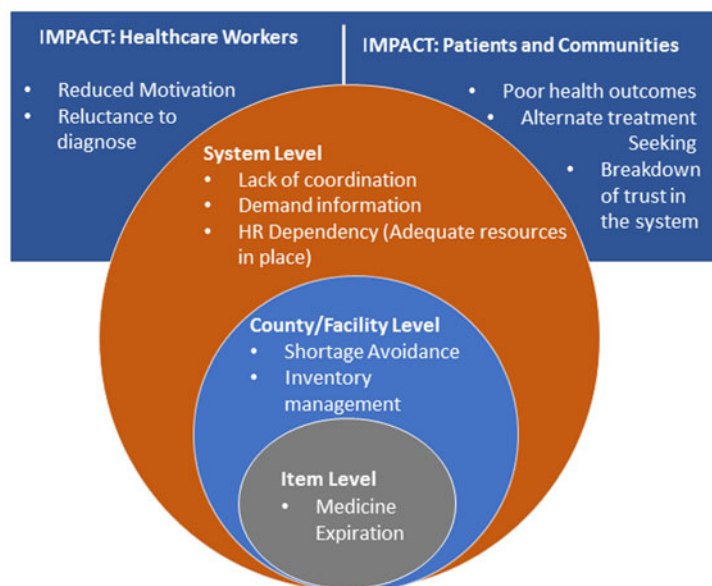 IMPACT: Healthcare Workers
• Reduced Motivation
• Reluctance to
diagnose
IMPACT: Patients and Communities
• Poor health outcomes
• Alternate treatment
Seeking
• Breakdown
of trust in
the system
System Level
• Lack of coordination
• Demand information
• HR Dependency (Adequate resources
in place)
County/Facility Level
• Shortage Avoidance
• Inventory
management
Item Level
• Medicine
Expiration